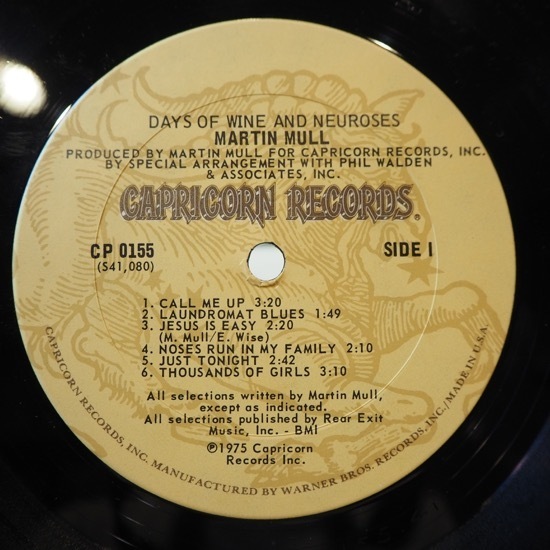 DAYS OF WINE AND NEUROSES
MARTIN MULL
PRODUCED BY MARTIN MULL FOR CAPRICORN RECORDS, INC.
BY SPECIAL ARRANGEMENT WITH PHIL WALDEN
& ASSOCIATES, INC.
CAPRICORN RECORDS®
CP 0155
(S41,080)
SIDE I
1. CALL ME UP 3:20
2. LAUNDROMAT BLUES 1:49
3. JESUS IS EASY 2:20
(M. Mull/E. Wise)
4. NOSES RUN IN MY FAMILY 2:10
5. JUST TONIGHT 2:42
6. THOUSANDS OF GIRLS 3:10
All selections written by Martin Mull,
except as indicated.
All selections published by Rear Exit
Music, Inc. - BMI
℗1975 Capricorn
Records Inc.
CAPRICORN RECORDS, INC. MANUFACTURED BY WARNER BROS. RECORDS, INC./MADE IN U.S.A.